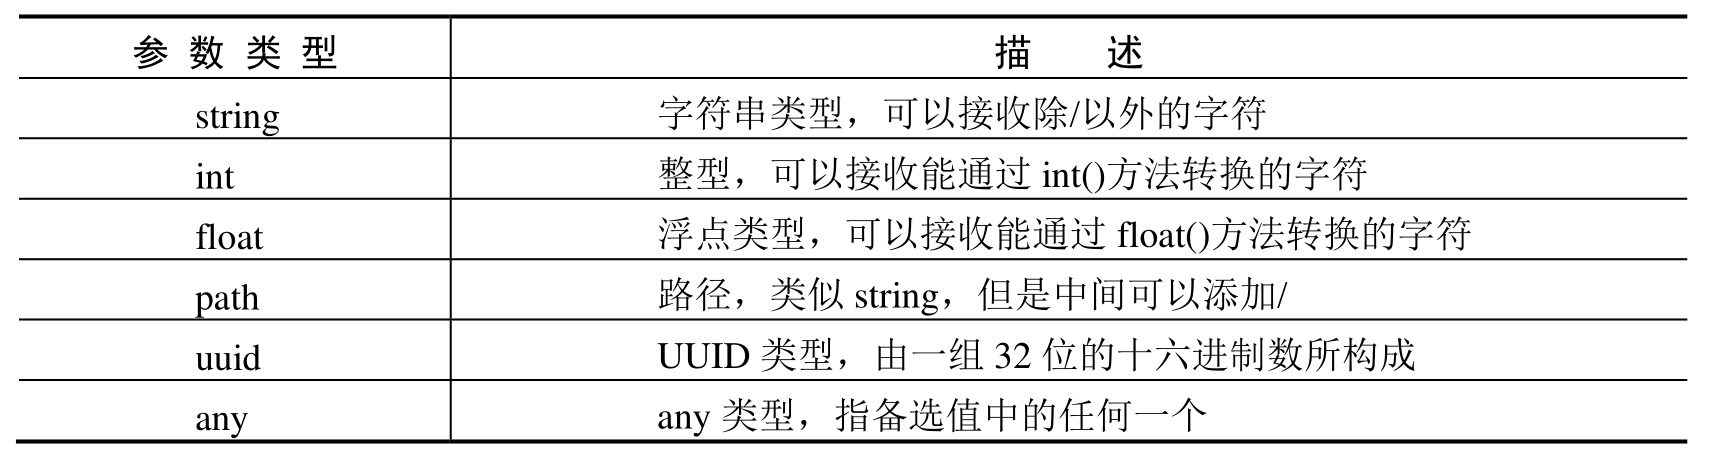 参数类型 描述
string 字符串类型，可以接收除/以外的字符
int 整型，可以接收能通过 int()方法转换的字符
float 浮点类型，可以接收能通过 float()方法转换的字符
path 路径，类似 string，但是中间可以添加/
uuid UUID 类型，由一组 32 位的十六进制数所构成
any any 类型，指备选值中的任何一个